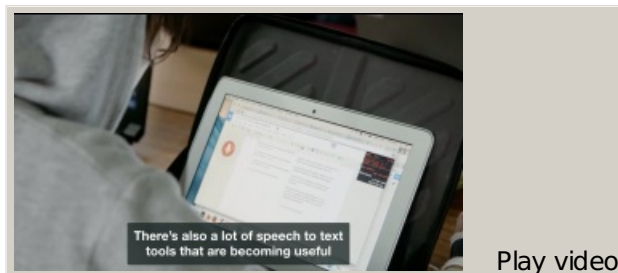 There's also a lot of speech to text
tools that are becoming useful
Play video